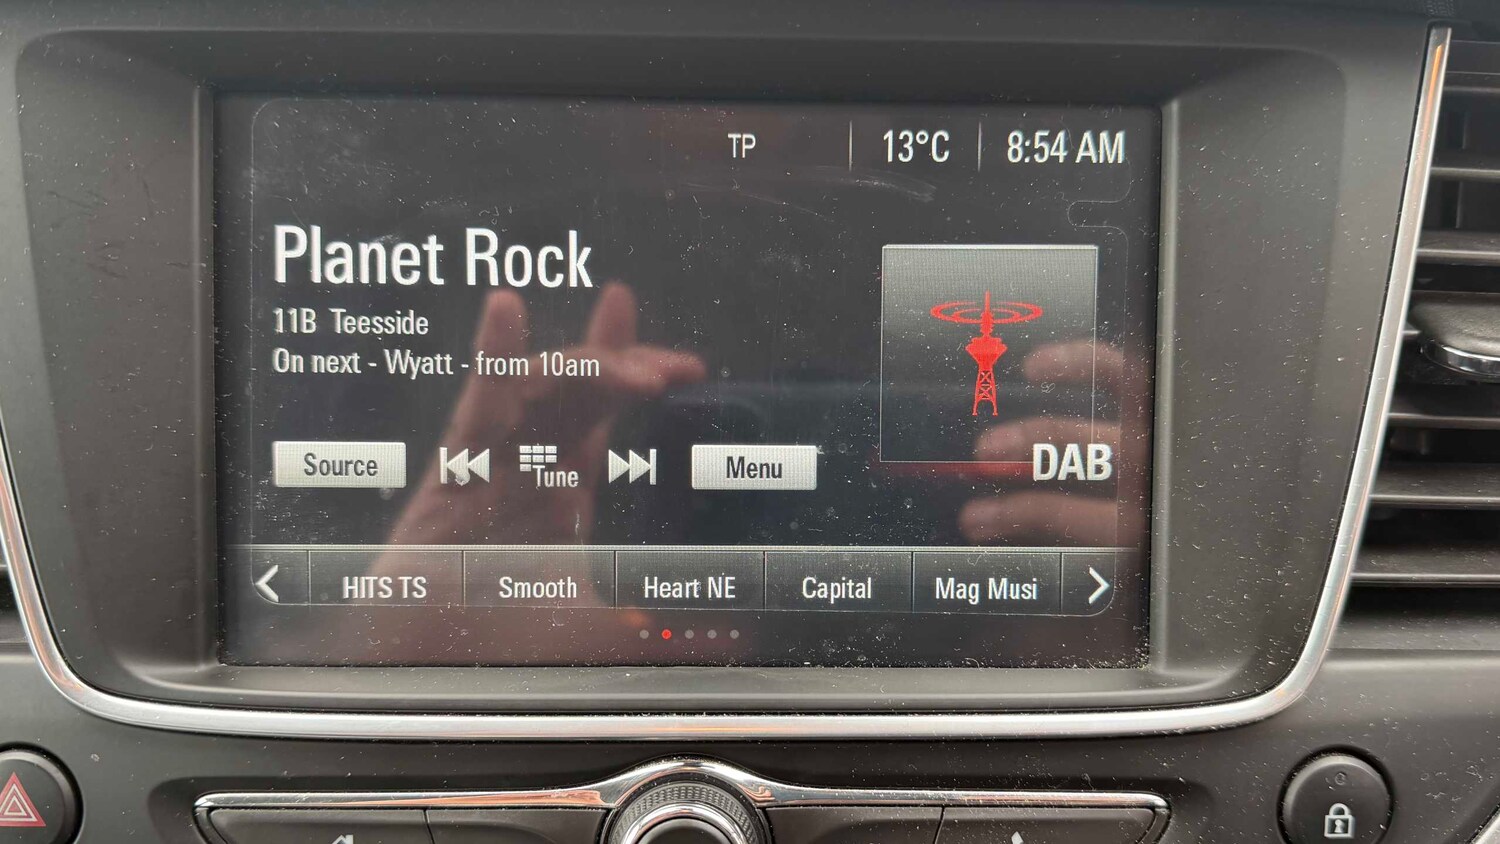 TP 13°C 8:54 AM
Planet Rock
11B Teesside
On next - Wyatt - from 10am
Source Tune Menu
DAB
HITS TS Smooth Heart NE Capital Mag Musi